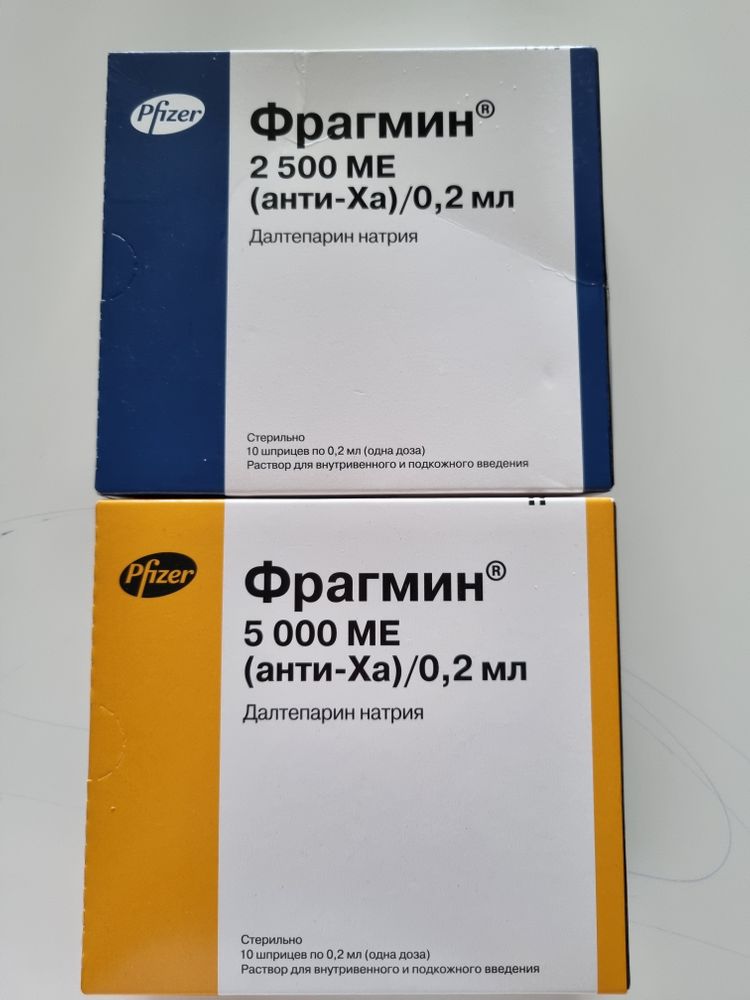 Pfizer
Фрагмин®
2 500 МЕ
(анти-Ха)/0,2 мл
Далтепарин натрия
Стерильно
10 шприцев по 0,2 мл (одна доза)
Раствор для внутривенного и подкожного введения
Pfizer
Фрагмин®
5 000 МЕ
(анти-Ха)/0,2 мл
Далтепарин натрия
Стерильно
10 шприцев по 0,2 мл (одна доза)
Раствор для внутривенного и подкожного введения